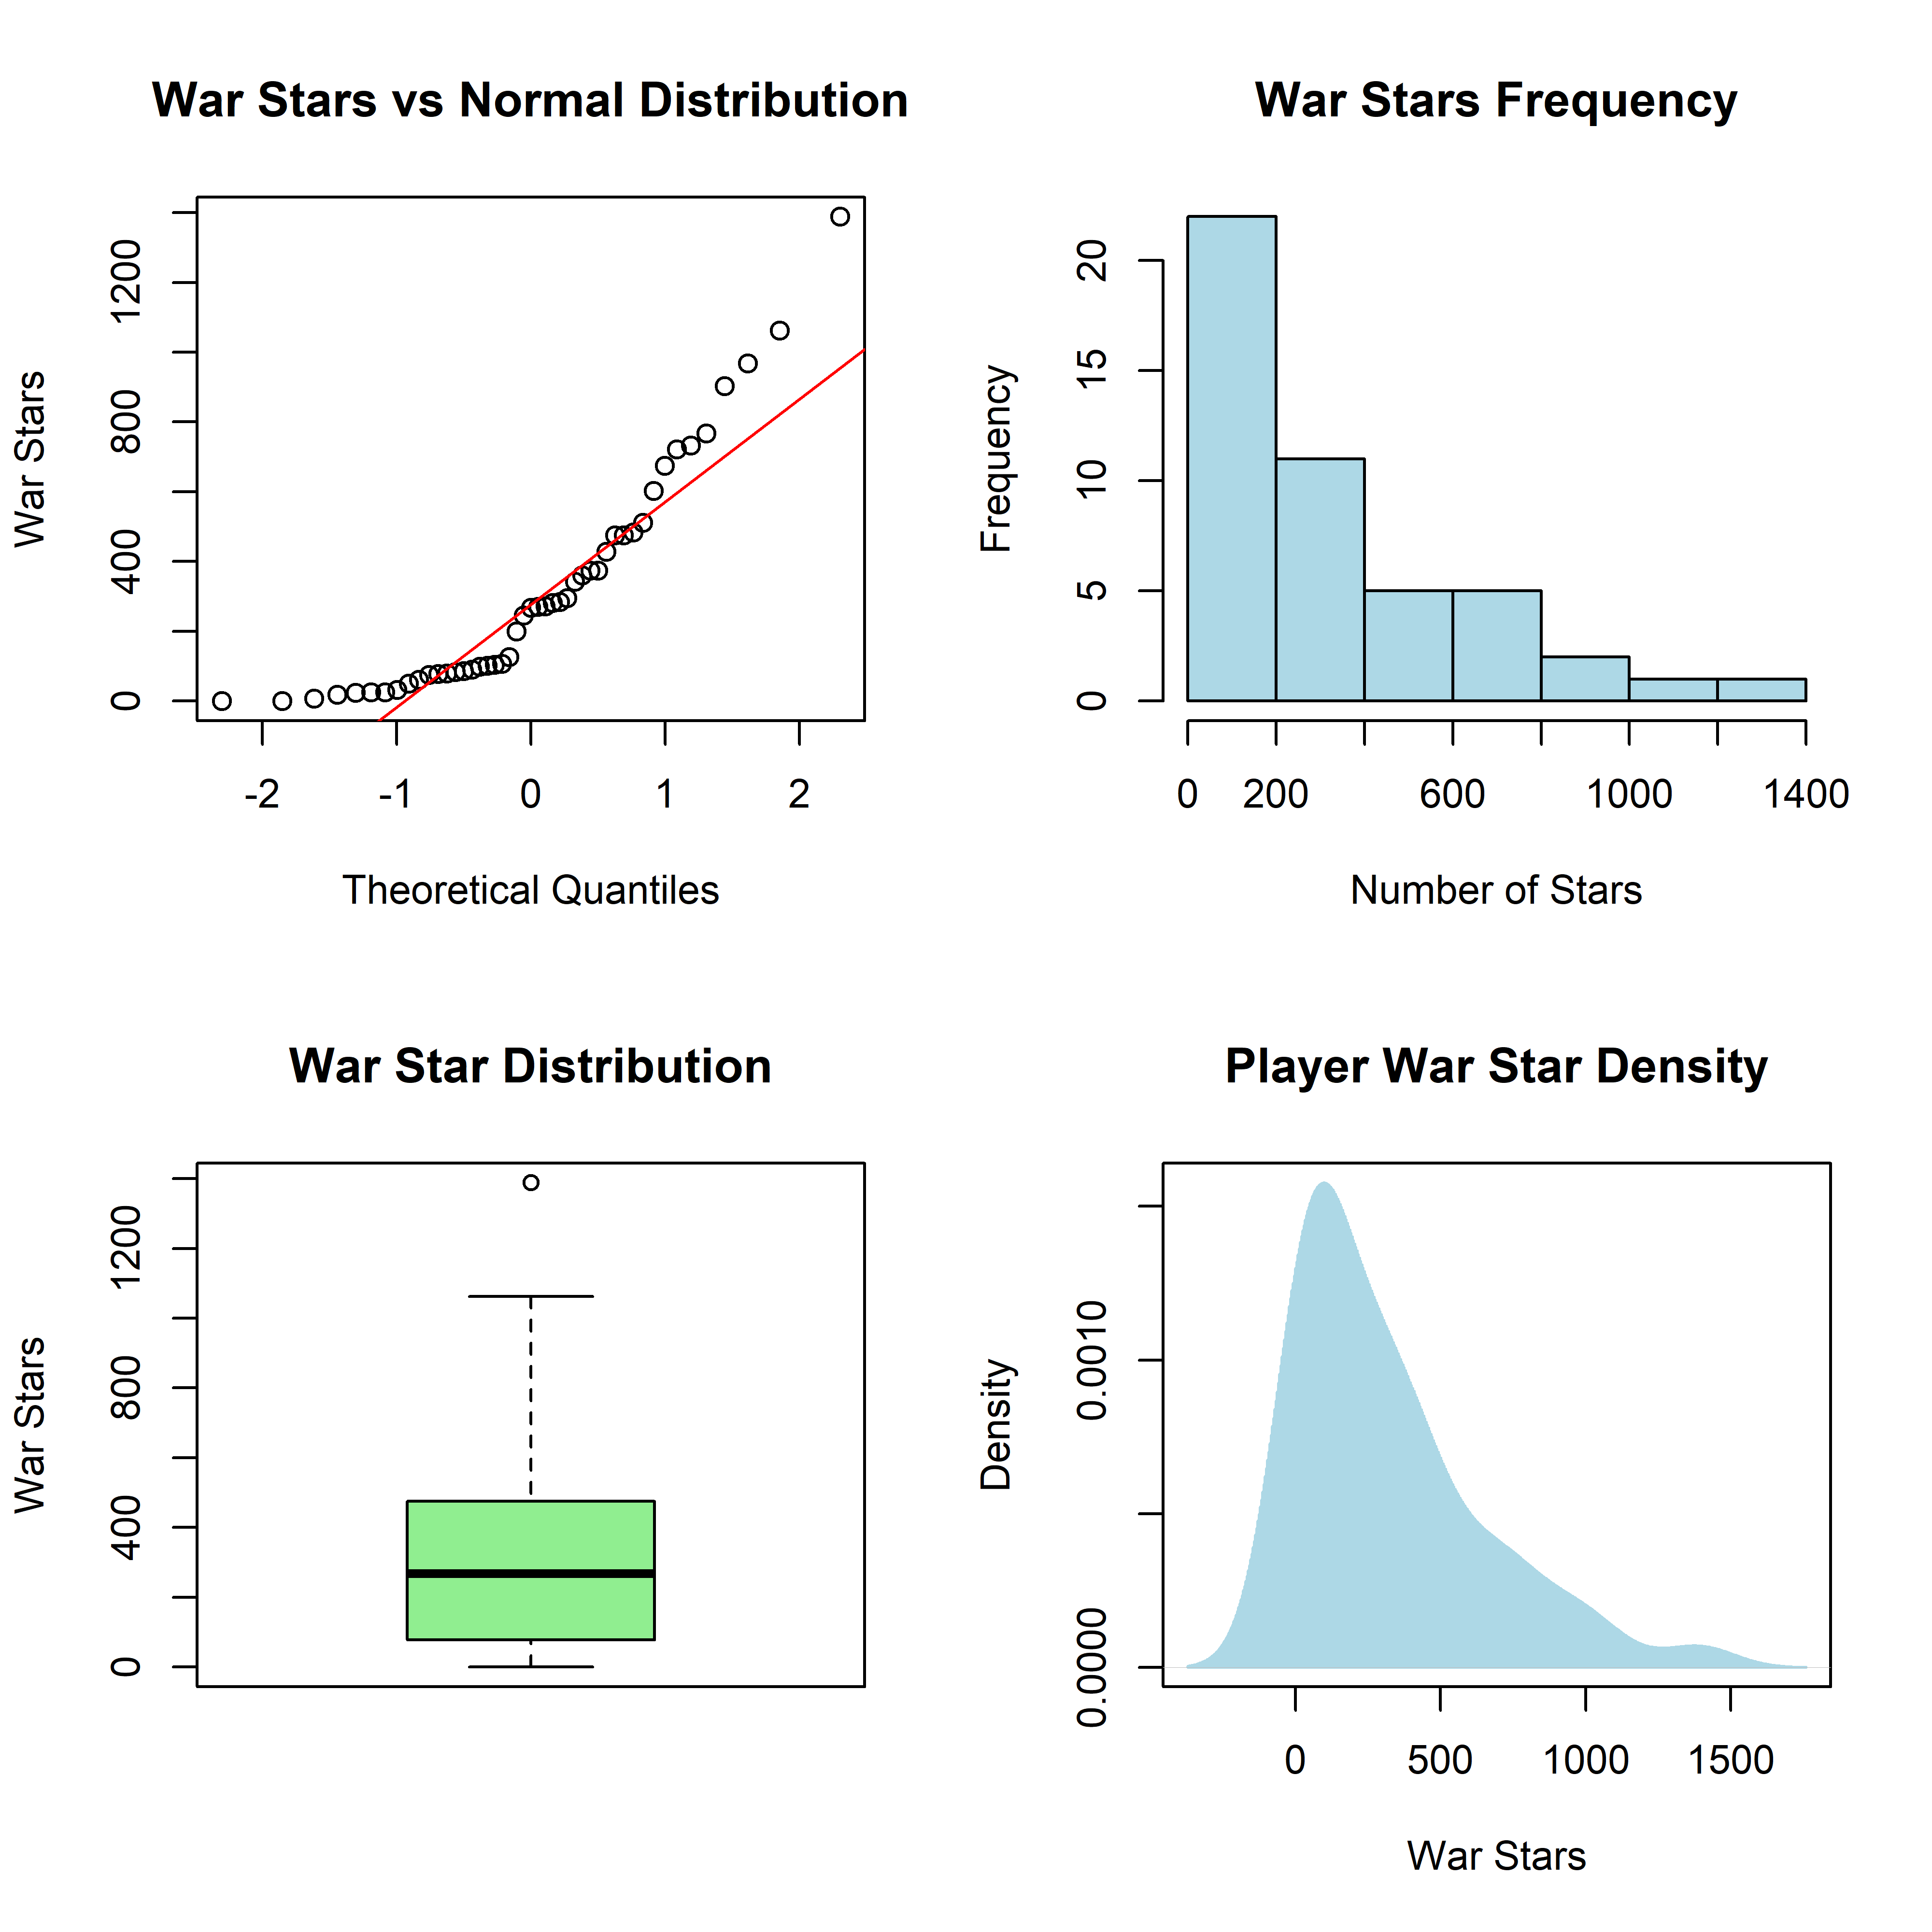 War Stars vs Normal Distribution
War Stars
0 400 800 1200
-2 -1 0 1 2
Theoretical Quantiles
War Stars Frequency
Frequency
0 5 10 15 20
0 200 600 1000 1400
Number of Stars
War Star Distribution
War Stars
0 400 800 1200
Player War Star Density
Density
0.0000 0.0010
0 500 1000 1500
War Stars